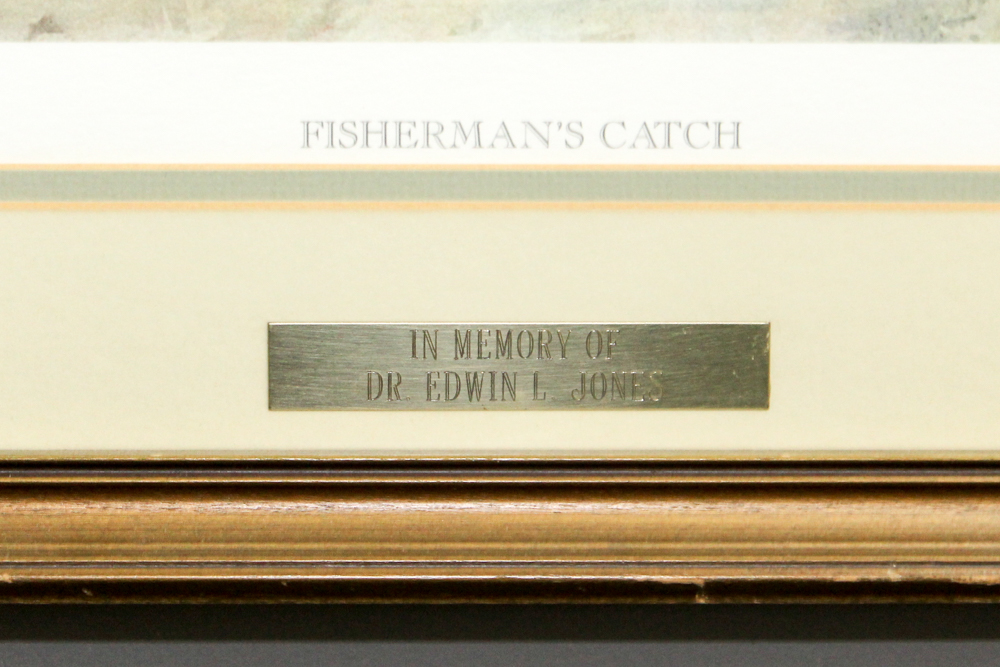 FISHERMAN'S CATCH
IN MEMORY OF
DR. EDWIN L JONES